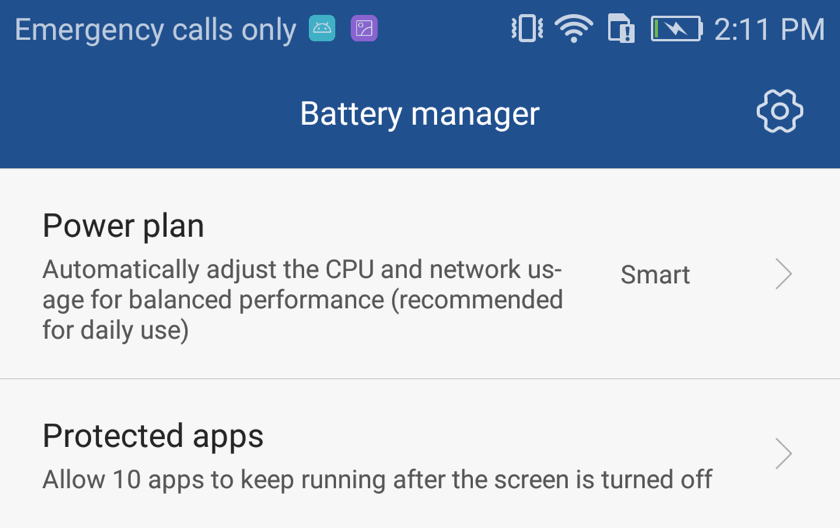 Emergency calls only 2:11 PM
Battery manager
Power plan
Automatically adjust the CPU and network us-
age for balanced performance (recommended
for daily use)
Smart
Protected apps
Allow 10 apps to keep running after the screen is turned off